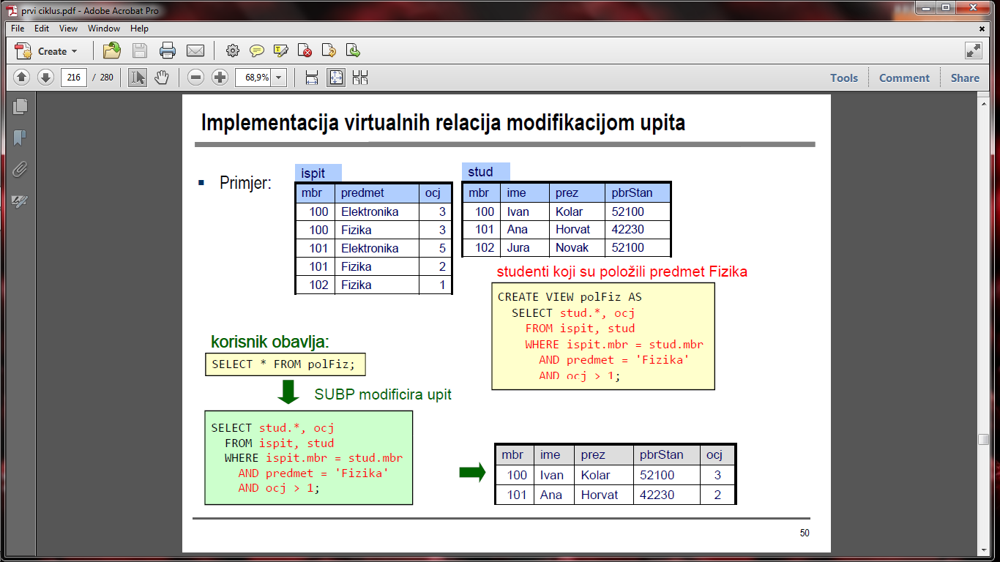 prvi ciklus.pdf - Adobe Acrobat Pro
File Edit View Window Help
Create
216 / 280 68,9% Tools Comment Share
Implementacija virtualnih relacija modifikacijom upita
Primjer:
ispit
mbr predmet ocj
100 Elektronika 3
100 Fizika 3
101 Elektronika 5
101 Fizika 2
102 Fizika 1
stud
mbr ime prez pbrStan
100 Ivan Kolar 52100
101 Ana Horvat 42230
102 Jura Novak 52100
studenti koji su položili predmet Fizika
CREATE VIEW polFiz AS
SELECT stud.*, ocj
FROM ispit, stud
WHERE ispit.mbr = stud.mbr
AND predmet = 'Fizika'
AND ocj > 1;
korisnik obavlja:
SELECT * FROM polFiz;
SUBP modificira upit
SELECT stud.*, ocj
FROM ispit, stud
WHERE ispit.mbr = stud.mbr
AND predmet = 'Fizika'
AND ocj > 1;
mbr ime prez pbrStan ocj
100 Ivan Kolar 52100 3
101 Ana Horvat 42230 2
50